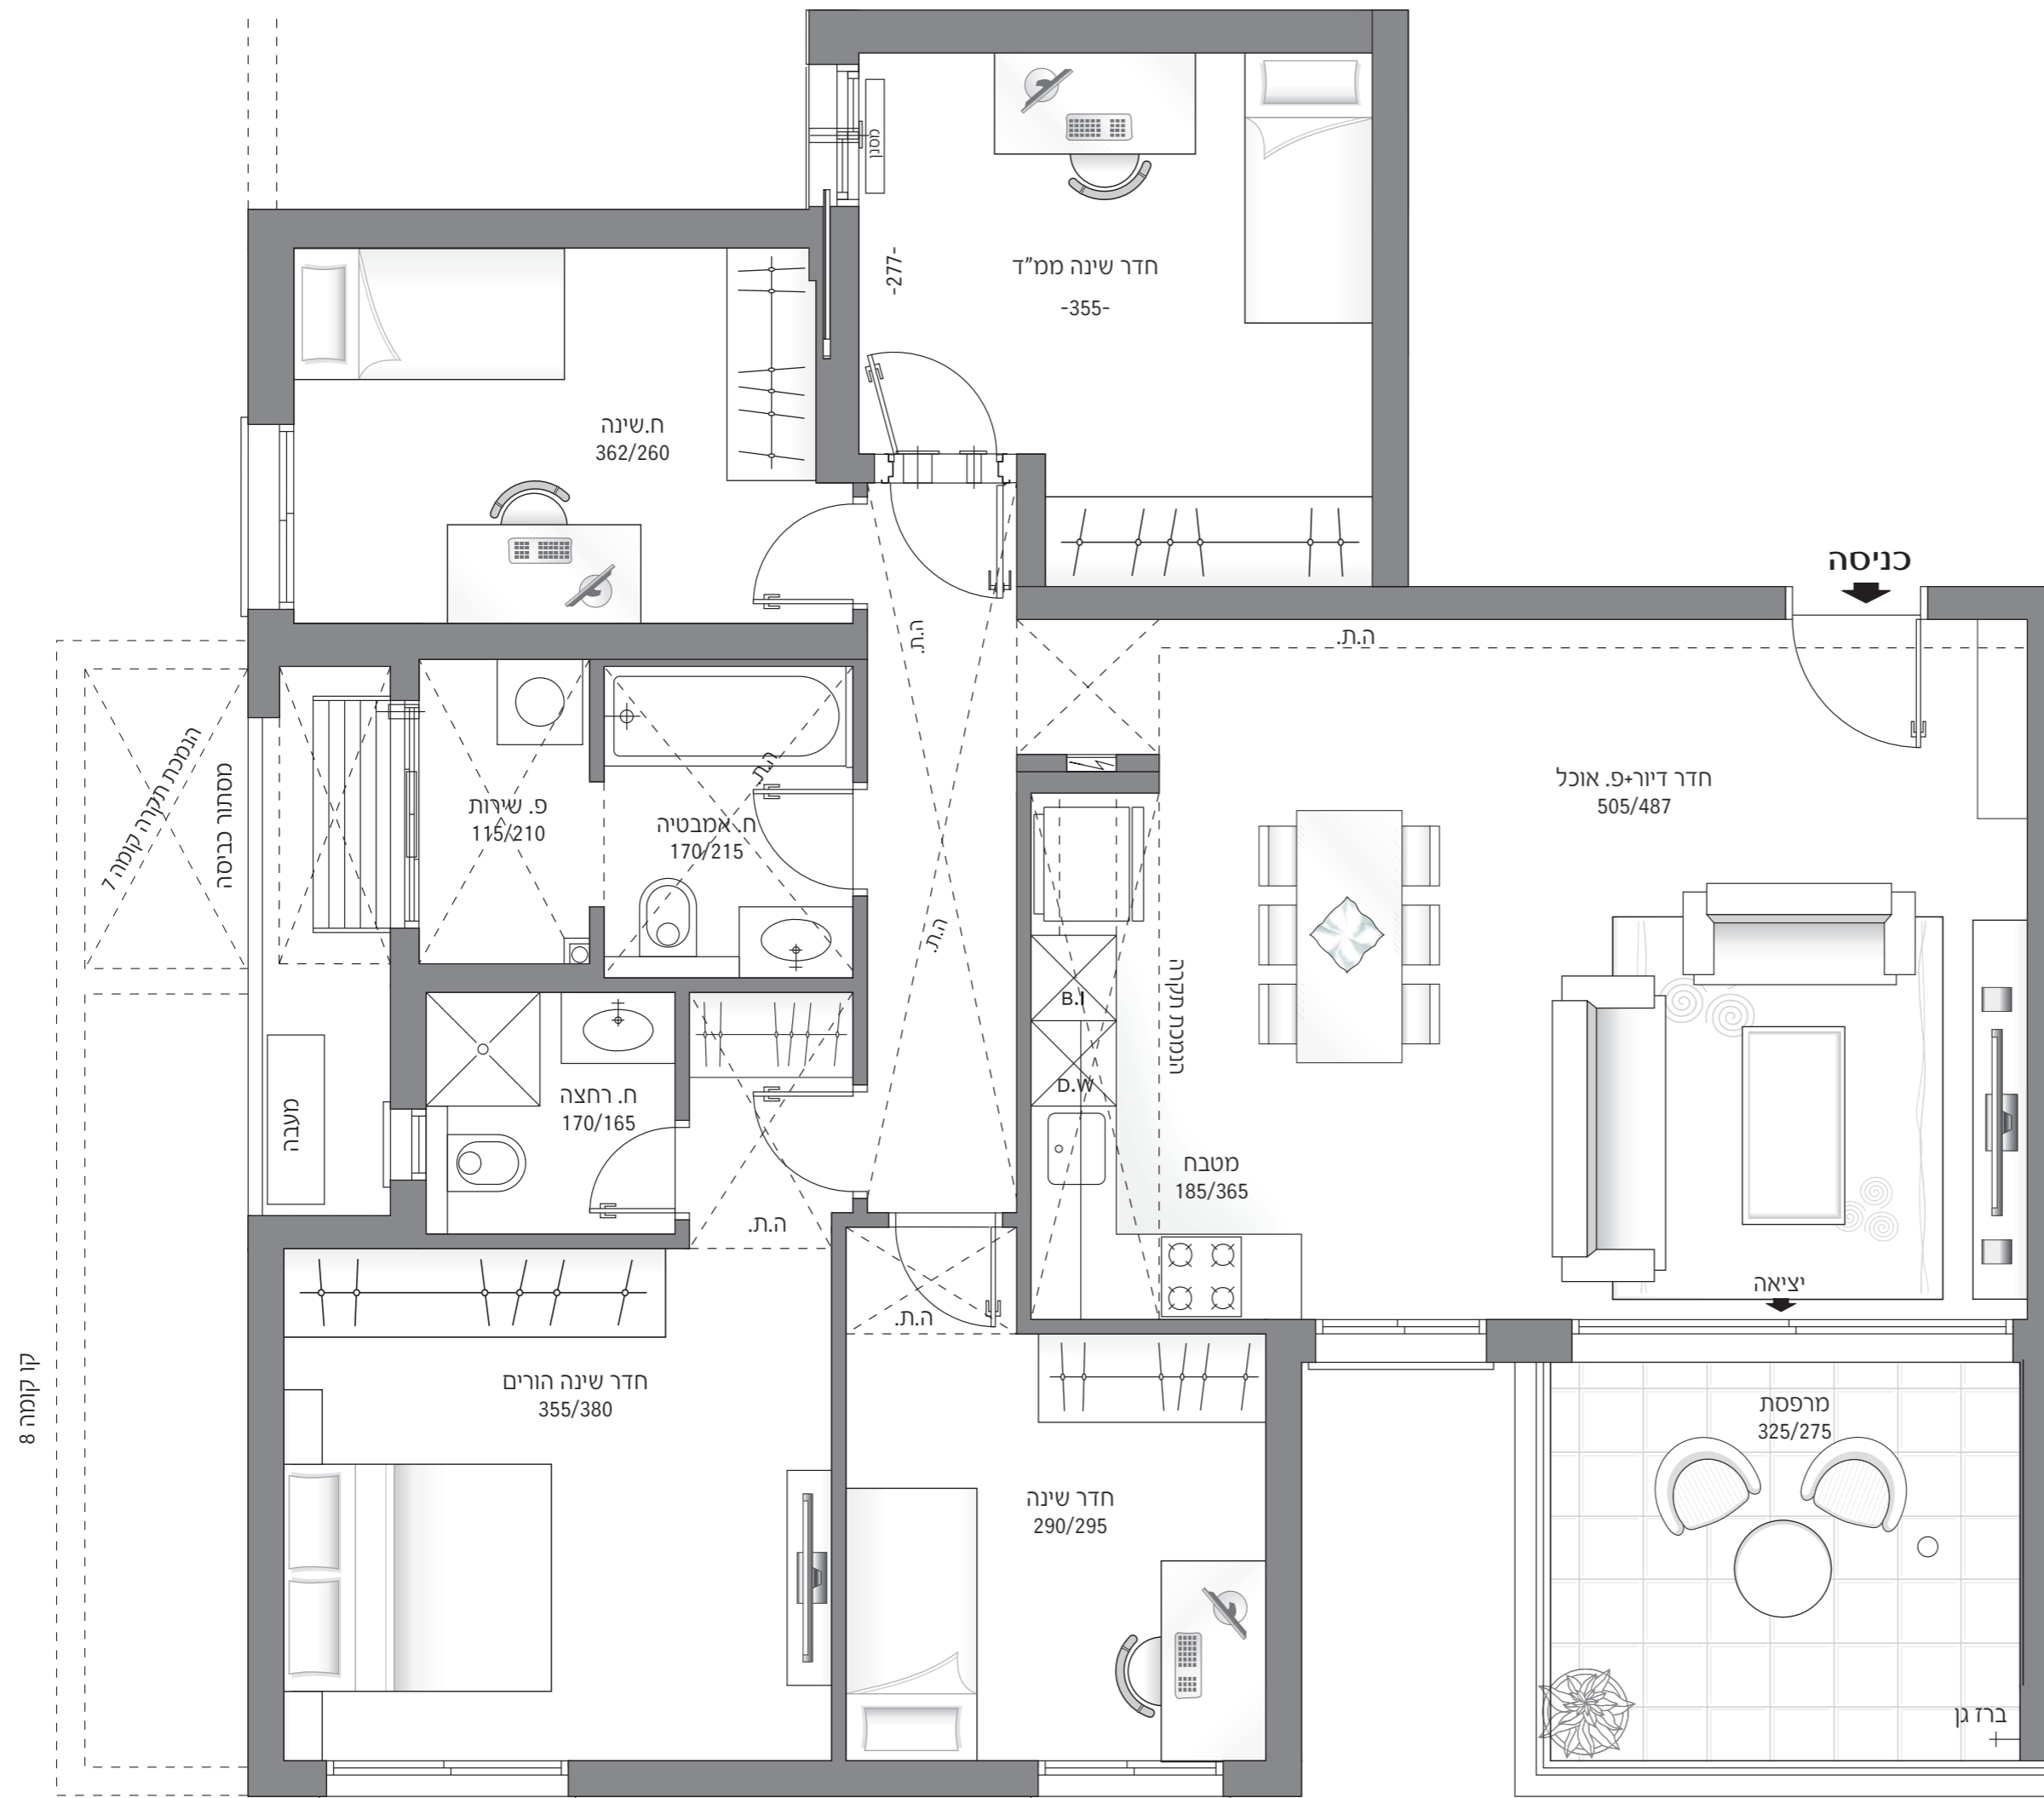 מסנן
-277-
חדר שינה ממ"ד
-355-
ח.שינה
362/260
כניסה
ה.ת.
ה.ת.
הנמכת תקרה קומה 7
מסתור כביסה
פ. שירות
115/210
ה.ת.
ח. אמבטיה
170/215
חדר דיור+פ. אוכל
505/487
ה.ת.
B.I
הנמכת תקרה
D.W
ח. רחצה
170/165
מעבה
מטבח
185/365
ה.ת.
יציאה
ה.ת.
קו קומה 8
חדר שינה הורים
355/380
מרפסת
325/275
חדר שינה
290/295
ברז גן